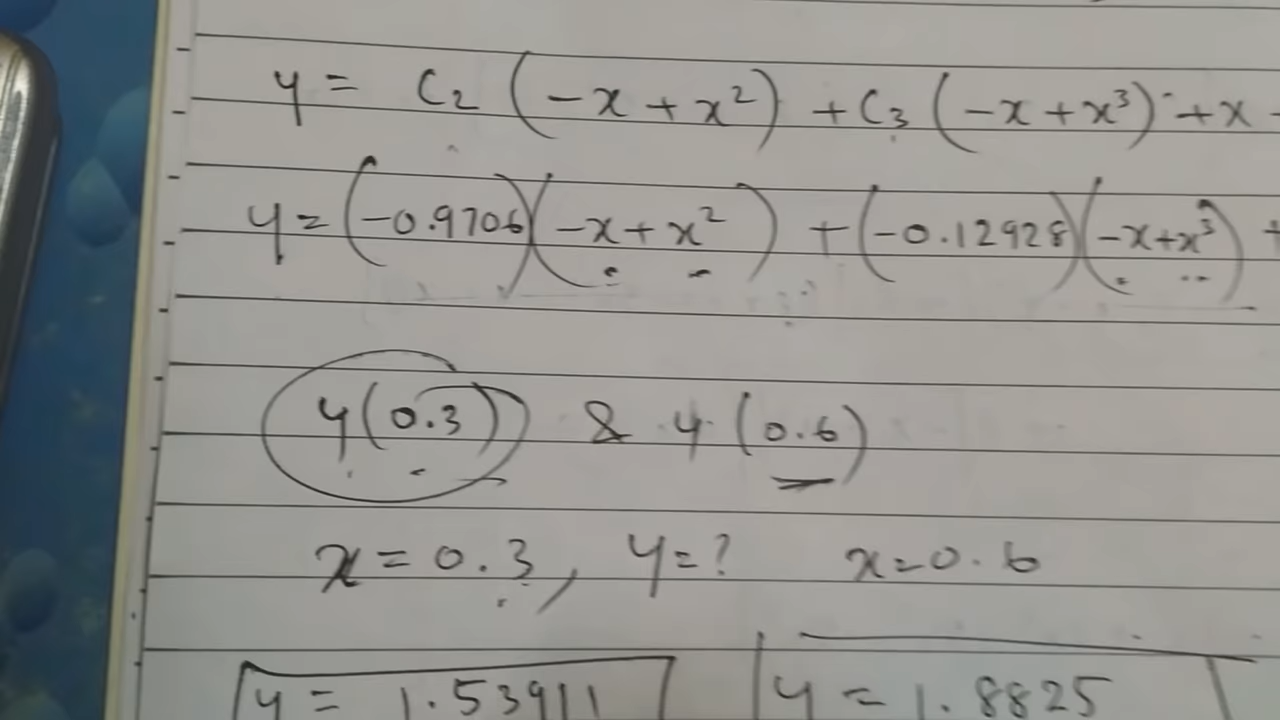 y = C₂ (-x + x²) + C₃ (-x + x³) + x
y = (-0.9706)(-x + x²) + (-0.12928)(-x + x³) +
y(0.3) & y(0.6)
x = 0.3, y = ? x = 0.6
y = 1.53911 y = 1.8825